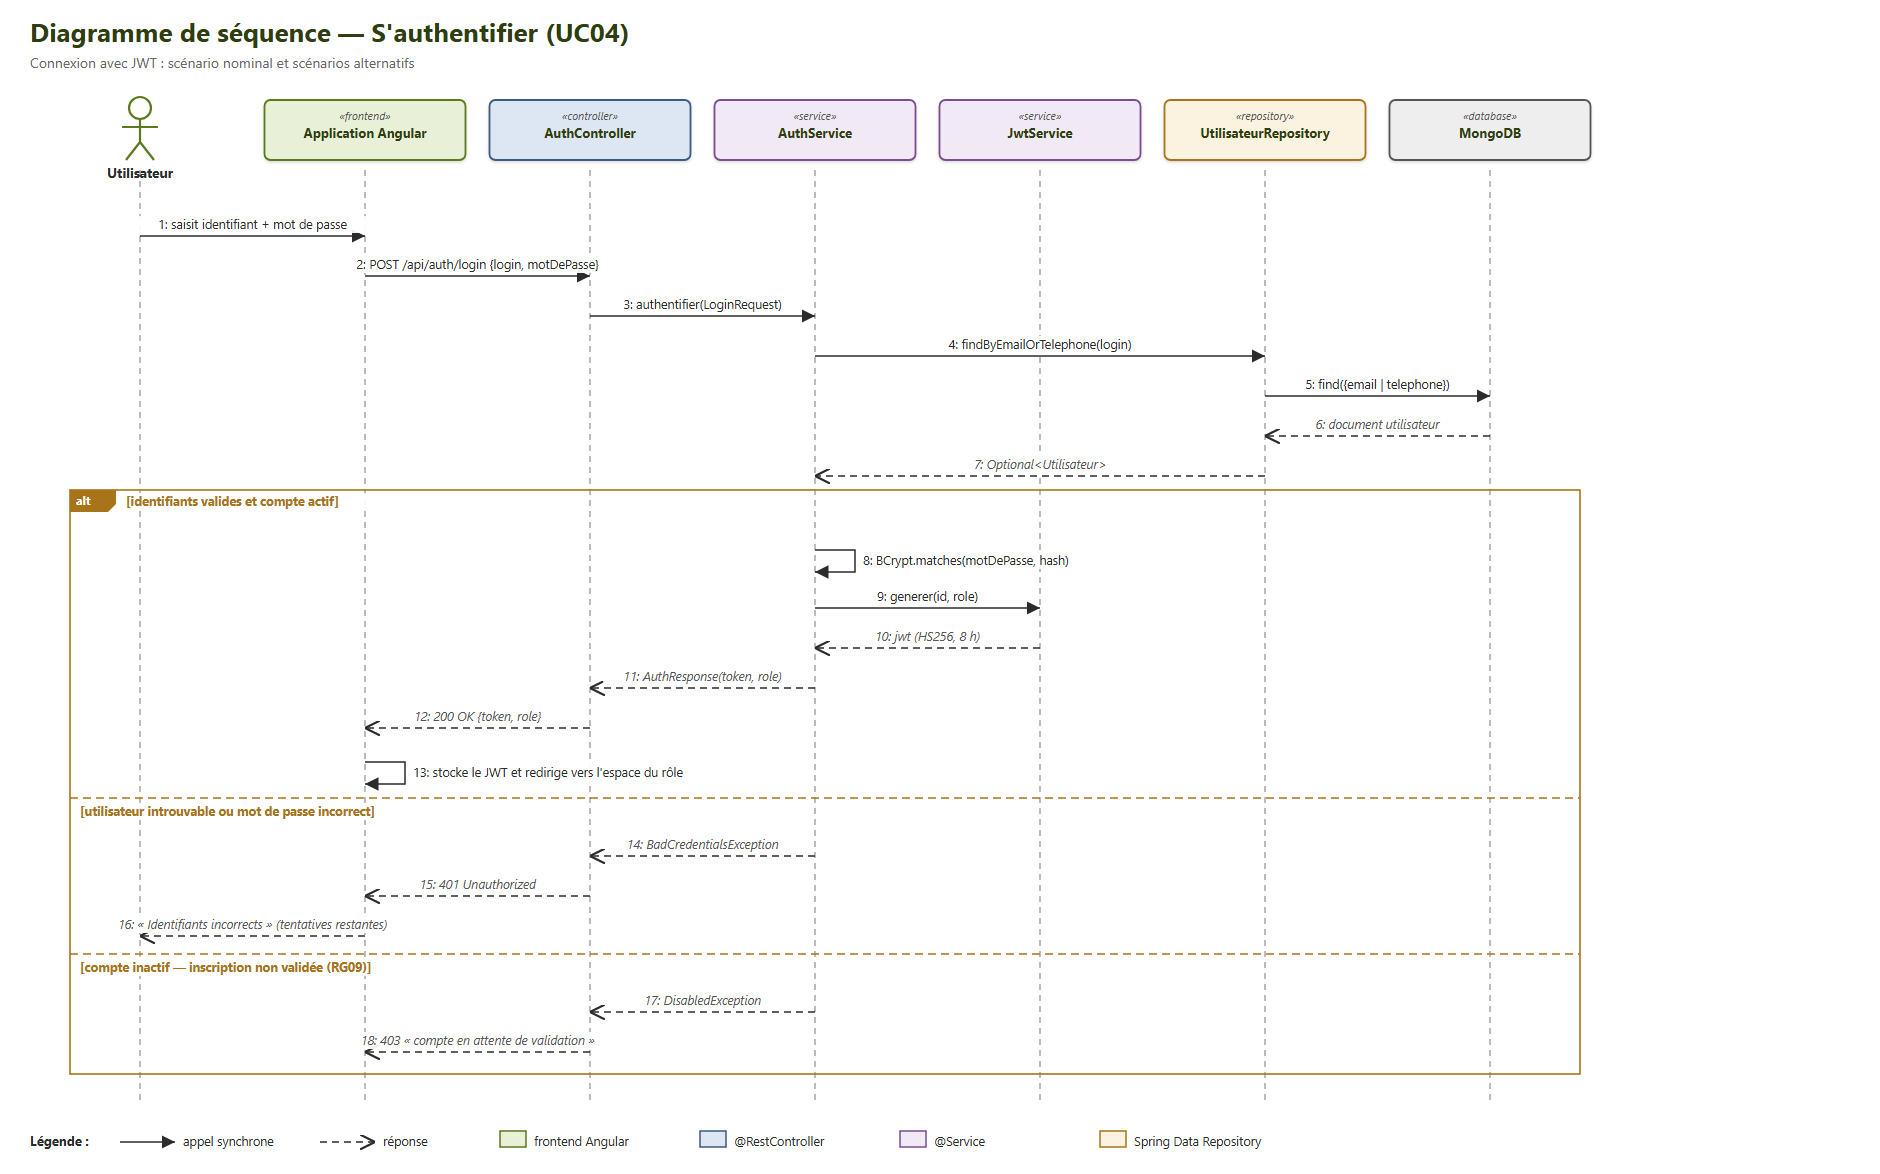 Diagramme de séquence — S'authentifier (UC04)
Connexion avec JWT : scénario nominal et scénarios alternatifs
Utilisateur
«frontend»
Application Angular
«controller»
AuthController
«service»
AuthService
«service»
JwtService
«repository»
UtilisateurRepository
«database»
MongoDB
1: saisit identifiant + mot de passe
2: POST /api/auth/login {login, motDePasse}
3: authentifier(LoginRequest)
4: findByEmailOrTelephone(login)
5: find({email | telephone})
6: document utilisateur
7: Optional<Utilisateur>
alt [identifiants valides et compte actif]
8: BCrypt.matches(motDePasse, hash)
9: generer(id, role)
10: jwt (HS256, 8 h)
11: AuthResponse(token, role)
12: 200 OK {token, role}
13: stocke le JWT et redirige vers l'espace du rôle
[utilisateur introuvable ou mot de passe incorrect]
14: BadCredentialsException
15: 401 Unauthorized
16: « Identifiants incorrects » (tentatives restantes)
[compte inactif — inscription non validée (RG09)]
17: DisabledException
18: 403 « compte en attente de validation »
Légende : appel synchrone réponse frontend Angular @RestController @Service Spring Data Repository